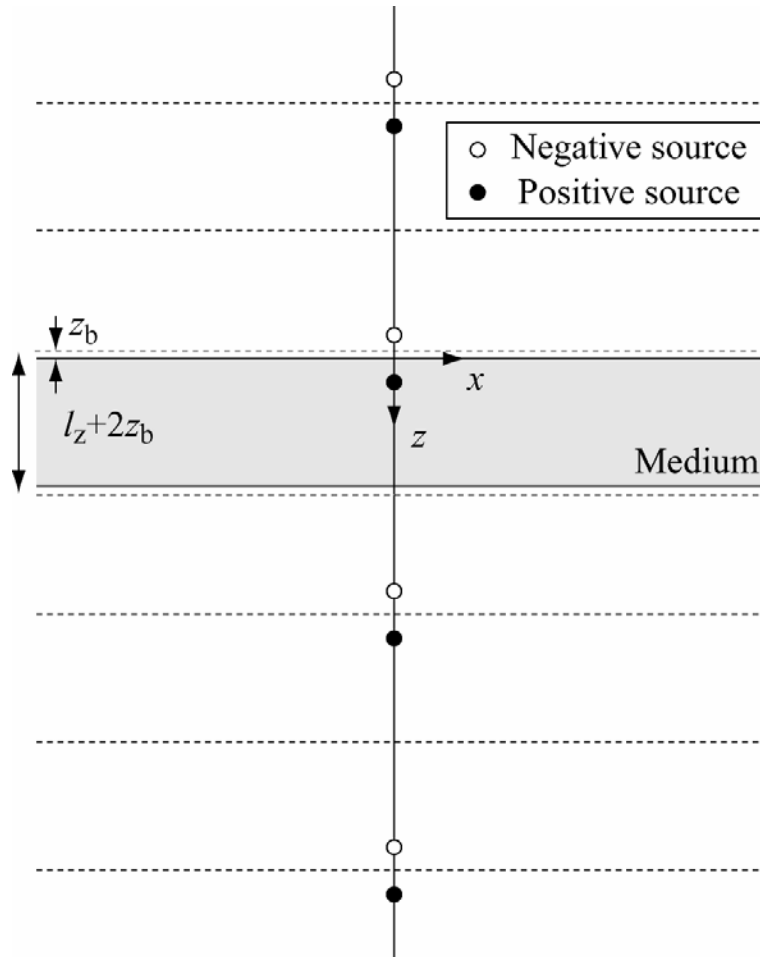 Negative source
Positive source
z_b
x
l_z+2z_b
z
Medium